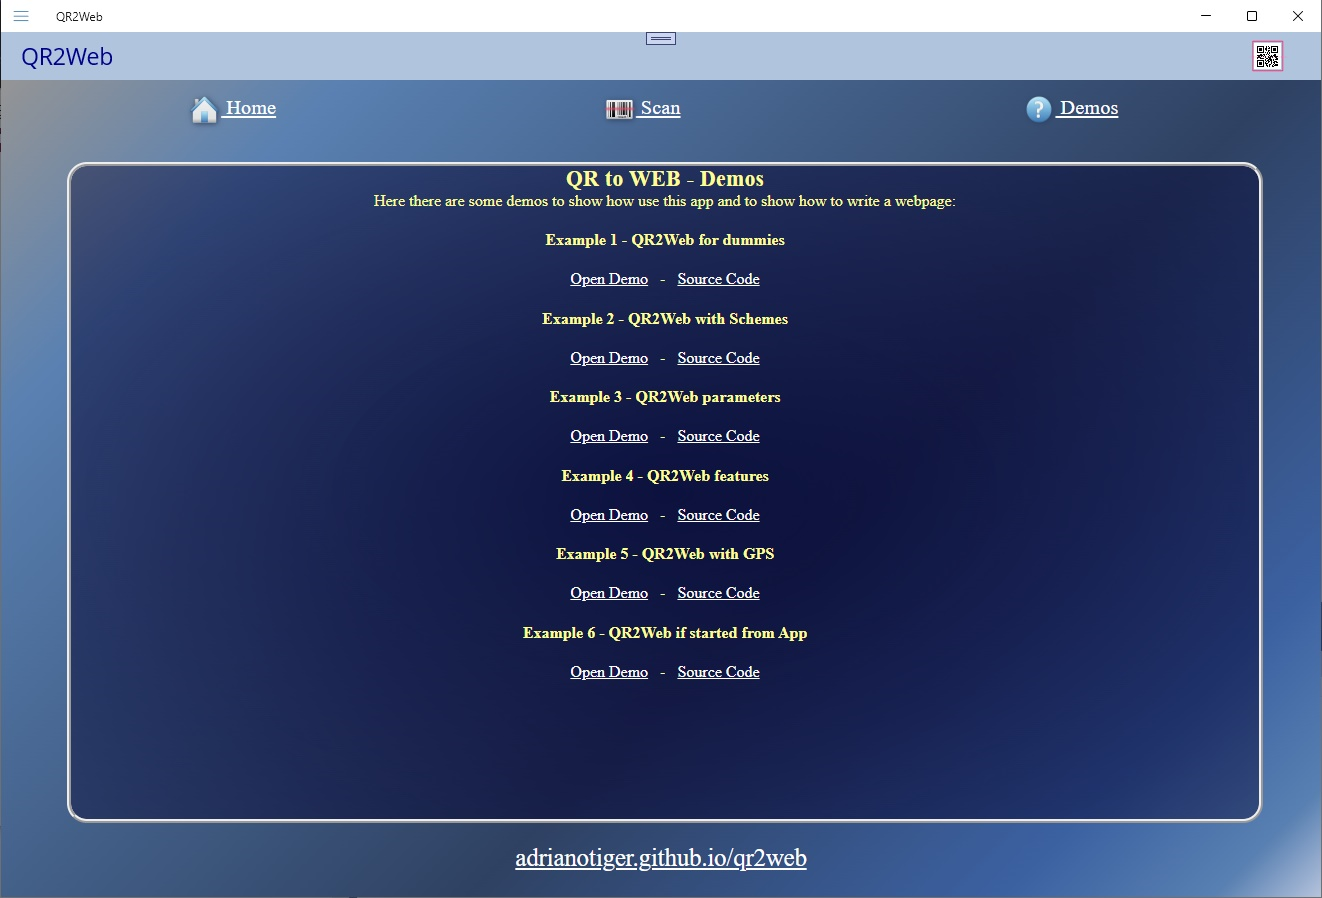 QR2Web
QR2Web
Home
Scan
? Demos
QR to WEB - Demos
Here there are some demos to show how use this app and to show how to write a webpage:
Example 1 - QR2Web for dummies
Open Demo - Source Code
Example 2 - QR2Web with Schemes
Open Demo - Source Code
Example 3 - QR2Web parameters
Open Demo - Source Code
Example 4 - QR2Web features
Open Demo - Source Code
Example 5 - QR2Web with GPS
Open Demo - Source Code
Example 6 - QR2Web if started from App
Open Demo - Source Code
adrianotiger.github.io/qr2web